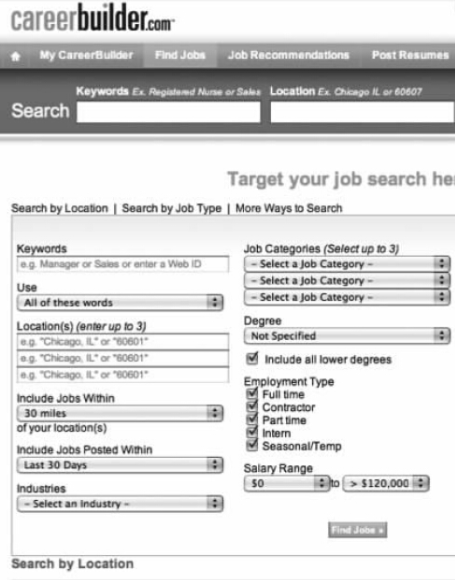 careerbuilder.com
My CareerBuilder Find Jobs Job Recommendations Post Resumes
Keywords Ex. Registered Nurse or Sales Location Ex. Chicago IL or 60607
Search
Target your job search
Search by Location | Search by Job Type | More Ways to Search
Keywords
e.g. Manager or Sales or enter a Web ID
Use
All of these words
Location(s) (enter up to 3)
e.g. "Chicago, IL" or "60601"
e.g. "Chicago, IL" or "60601"
e.g. "Chicago, IL" or "60601"
Include Jobs Within
30 miles
of your location(s)
Include Jobs Posted Within
Last 30 Days
Industries
- Select an Industry -
Job Categories (Select up to 3)
- Select a Job Category -
- Select a Job Category -
- Select a Job Category -
Degree
Not Specified
Include all lower degrees
Employment Type
Full time
Contractor
Part time
Intern
Seasonal/Temp
Salary Range
$0 to > $120,000
Find Jobs »
Search by Location